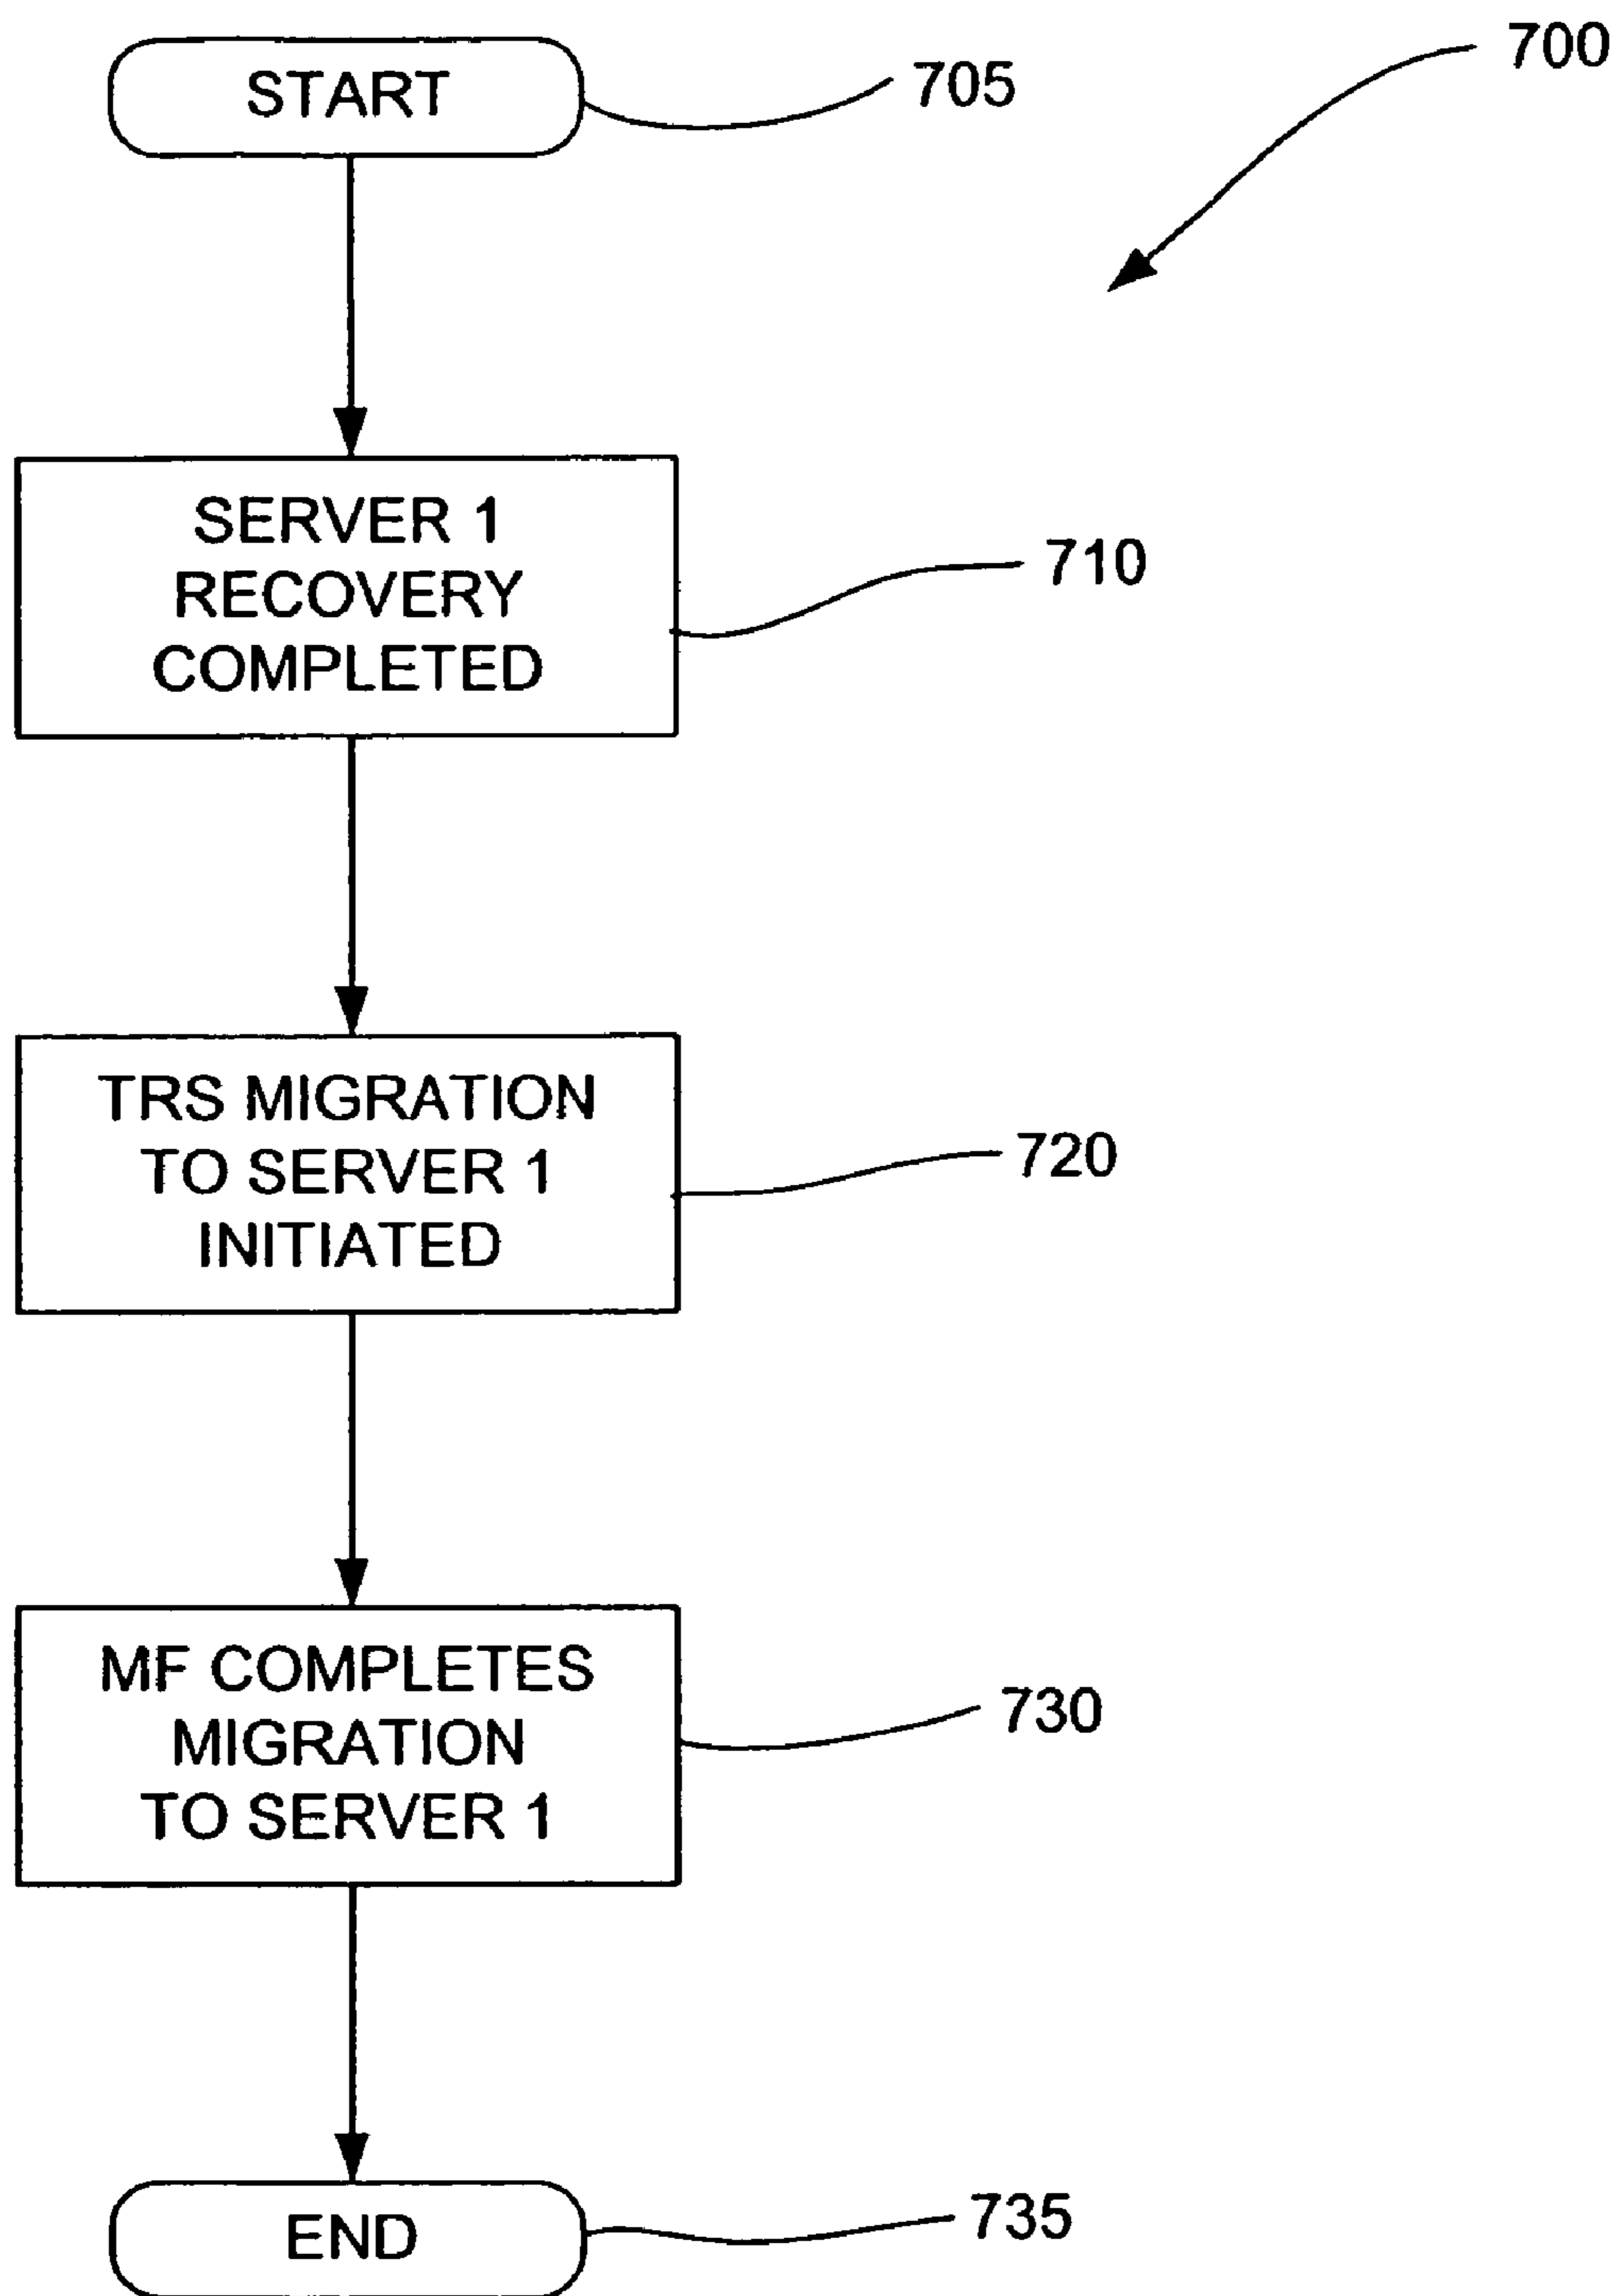 700
START
705
SERVER 1
RECOVERY
COMPLETED
710
TRS MIGRATION
TO SERVER 1
INITIATED
720
MF COMPLETES
MIGRATION
TO SERVER 1
730
END
735